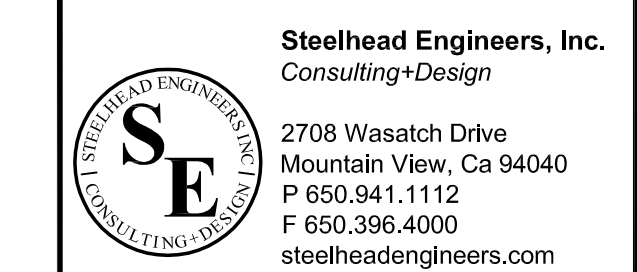 Steelhead Engineers, Inc.
Consulting+Design
STEELHEAD ENGINEERS INC
SE
| CONSULTING+DESIGN |
2708 Wasatch Drive
Mountain View, Ca 94040
P 650.941.1112
F 650.396.4000
steelheadengineers.com